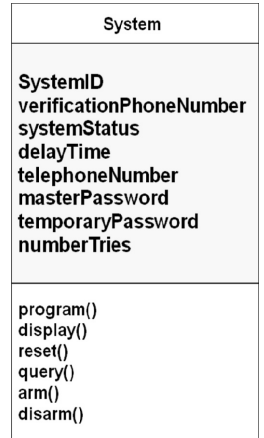 System
SystemID
verificationPhoneNumber
systemStatus
delayTime
telephoneNumber
masterPassword
temporaryPassword
numberTries
program()
display()
reset()
query()
arm()
disarm()